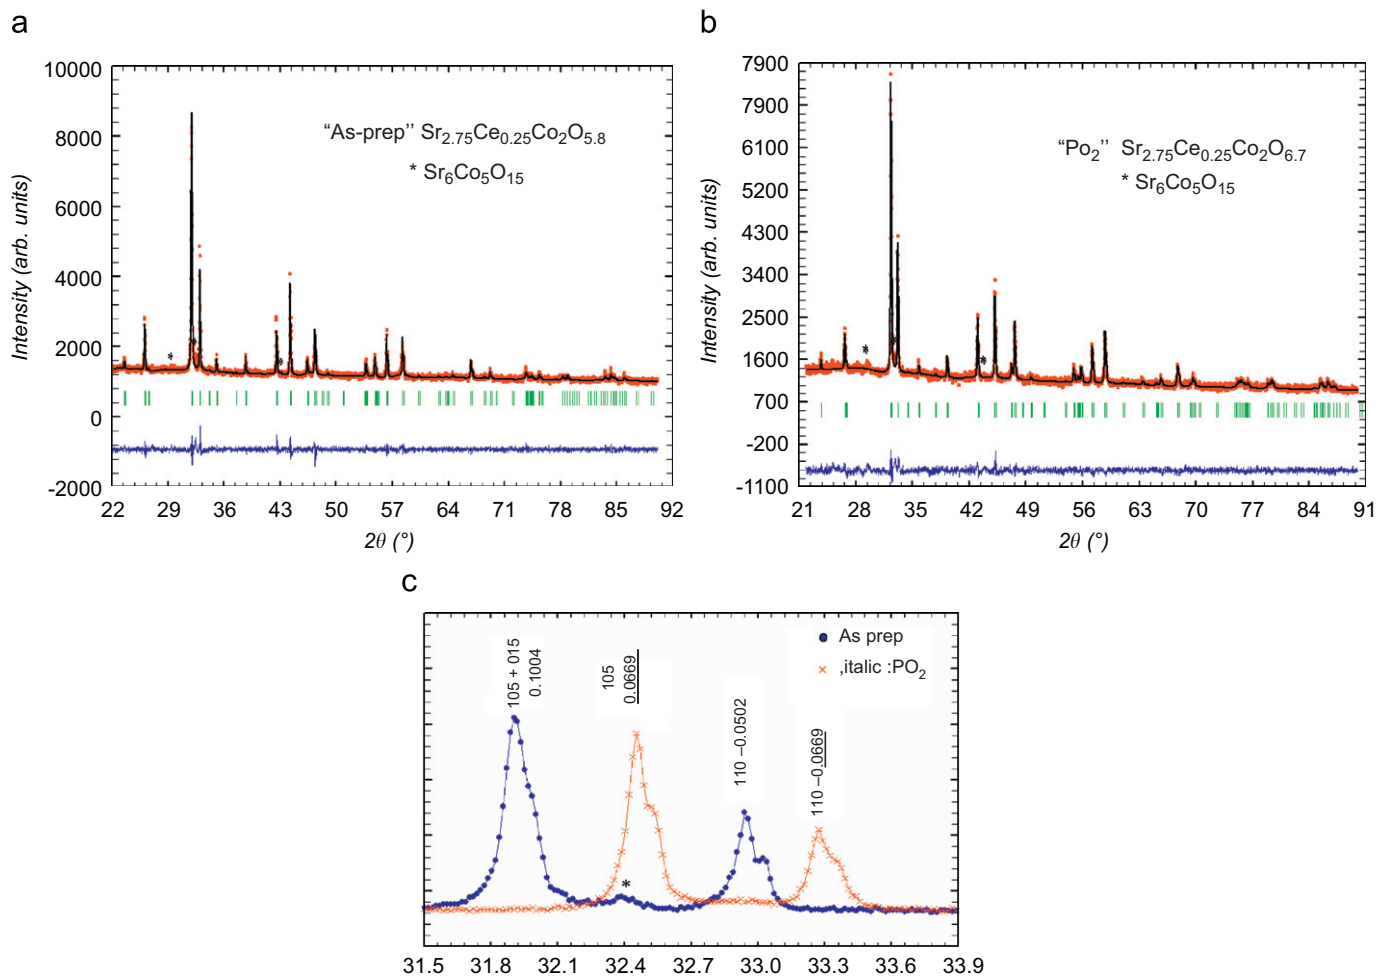 a
10000
8000
6000
4000
2000
0
-2000
Intensity (arb. units)
“As-prep’’ Sr2.75Ce0.25Co2O5.8
* Sr6Co5O15
*
*
*
22 29 36 43 50 57 64 71 78 85 92
2θ (°)
b
7900
7900
6100
5200
4300
3400
2500
1600
700
-200
-1100
Intensity (arb. units)
“Po2’’ Sr2.75Ce0.25Co2O6.7
* Sr6Co5O15
*
*
*
21 28 35 42 49 56 63 70 77 84 91
2θ (°)
c
105 + 015
0.1004
105
0.0669
110 –0.0502
110 –0.0669
As prep
,italic :PO2
*
31.5 31.8 32.1 32.4 32.7 33.0 33.3 33.6 33.9